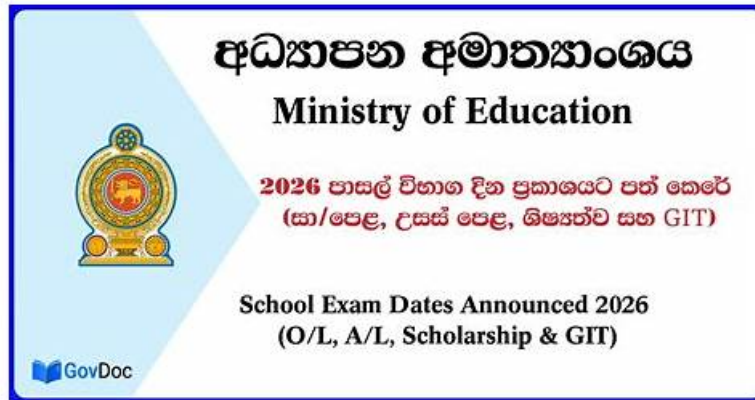 අධ්‍යාපන අමාත්‍යාංශය
Ministry of Education
2026 පාසල් විභාග දින ප්‍රකාශයට පත් කෙරේ
(සා/පෙළ, උසස් පෙළ, ශිෂ්‍යත්ව සහ GIT)
School Exam Dates Announced 2026
(O/L, A/L, Scholarship & GIT)
GovDoc